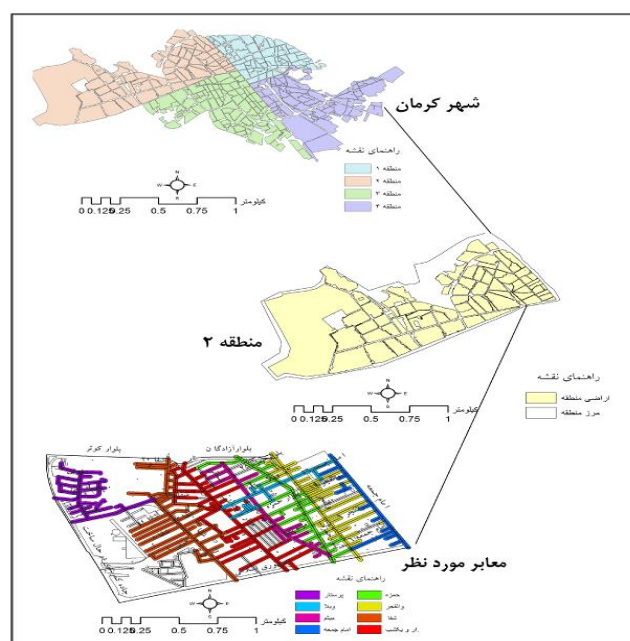 شهر کرمان
راهنمای نقشه
منطقه ۱
منطقه ۲
منطقه ۳
منطقه ۴
N
W E
S
کیلومتر
0 0.125 0.25 0.5 0.75 1
منطقه ۲
راهنمای نقشه
اراضی منطقه
مرز منطقه
N
W E
S
کیلومتر
0 0.125 0.25 0.5 0.75 1
بلوار کوثر
بلوار آزادگان
امام جمعه
معابر مورد نظر
راهنمای نقشه
پرستار
حمزه
ویلا
والفجر
میثم
شفا
امام جمعه
N
W E
S
کیلومتر
0 0.125 0.25 0.5 0.75 1